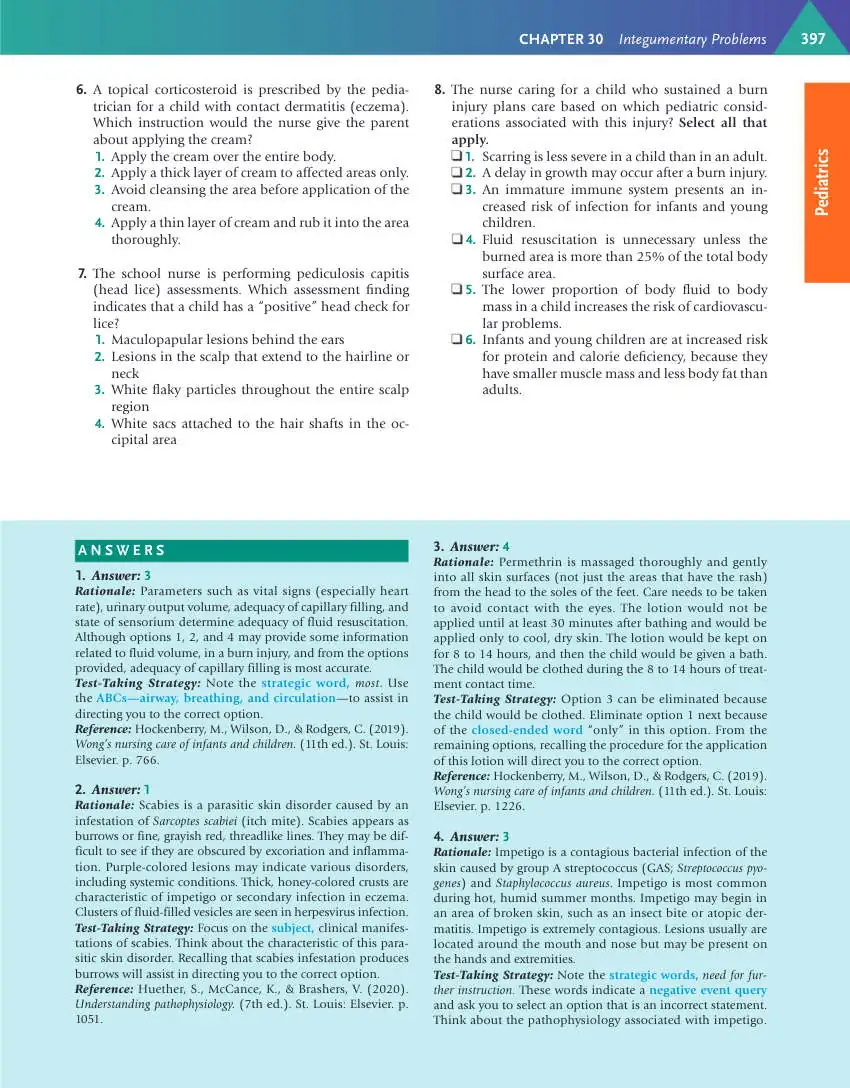 CHAPTER 30 Integumentary Problems 397
6. A topical corticosteroid is prescribed by the pedia-
trician for a child with contact dermatitis (eczema).
Which instruction would the nurse give the parent
about applying the cream?
1. Apply the cream over the entire body.
2. Apply a thick layer of cream to affected areas only.
3. Avoid cleansing the area before application of the
cream.
4. Apply a thin layer of cream and rub it into the area
thoroughly.
7. The school nurse is performing pediculosis capitis
(head lice) assessments. Which assessment finding
indicates that a child has a “positive” head check for
lice?
1. Maculopapular lesions behind the ears
2. Lesions in the scalp that extend to the hairline or
neck
3. White flaky particles throughout the entire scalp
region
4. White sacs attached to the hair shafts in the oc-
cipital area
8. The nurse caring for a child who sustained a burn
injury plans care based on which pediatric consid-
erations associated with this injury? Select all that
apply.
❑ 1. Scarring is less severe in a child than in an adult.
❑ 2. A delay in growth may occur after a burn injury.
❑ 3. An immature immune system presents an in-
creased risk of infection for infants and young
children.
❑ 4. Fluid resuscitation is unnecessary unless the
burned area is more than 25% of the total body
surface area.
❑ 5. The lower proportion of body fluid to body
mass in a child increases the risk of cardiovascu-
lar problems.
❑ 6. Infants and young children are at increased risk
for protein and calorie deficiency, because they
have smaller muscle mass and less body fat than
adults.
Pediatrics
ANSWERS
1. Answer: 3
Rationale: Parameters such as vital signs (especially heart
rate), urinary output volume, adequacy of capillary filling, and
state of sensorium determine adequacy of fluid resuscitation.
Although options 1, 2, and 4 may provide some information
related to fluid volume, in a burn injury, and from the options
provided, adequacy of capillary filling is most accurate.
Test-Taking Strategy: Note the strategic word, most. Use
the ABCs—airway, breathing, and circulation—to assist in
directing you to the correct option.
Reference: Hockenberry, M., Wilson, D., & Rodgers, C. (2019).
Wong’s nursing care of infants and children. (11th ed.). St. Louis:
Elsevier. p. 766.
2. Answer: 1
Rationale: Scabies is a parasitic skin disorder caused by an
infestation of Sarcoptes scabiei (itch mite). Scabies appears as
burrows or fine, grayish red, threadlike lines. They may be dif-
ficult to see if they are obscured by excoriation and inflamma-
tion. Purple-colored lesions may indicate various disorders,
including systemic conditions. Thick, honey-colored crusts are
characteristic of impetigo or secondary infection in eczema.
Clusters of fluid-filled vesicles are seen in herpesvirus infection.
Test-Taking Strategy: Focus on the subject, clinical manifes-
tations of scabies. Think about the characteristic of this para-
sitic skin disorder. Recalling that scabies infestation produces
burrows will assist in directing you to the correct option.
Reference: Huether, S., McCance, K., & Brashers, V. (2020).
Understanding pathophysiology. (7th ed.). St. Louis: Elsevier. p.
1051.
3. Answer: 4
Rationale: Permethrin is massaged thoroughly and gently
into all skin surfaces (not just the areas that have the rash)
from the head to the soles of the feet. Care needs to be taken
to avoid contact with the eyes. The lotion would not be
applied until at least 30 minutes after bathing and would be
applied only to cool, dry skin. The lotion would be kept on
for 8 to 14 hours, and then the child would be given a bath.
The child would be clothed during the 8 to 14 hours of treat-
ment contact time.
Test-Taking Strategy: Option 3 can be eliminated because
the child would be clothed. Eliminate option 1 next because
of the closed-ended word “only” in this option. From the
remaining options, recalling the procedure for the application
of this lotion will direct you to the correct option.
Reference: Hockenberry, M., Wilson, D., & Rodgers, C. (2019).
Wong’s nursing care of infants and children. (11th ed.). St. Louis:
Elsevier. p. 1226.
4. Answer: 3
Rationale: Impetigo is a contagious bacterial infection of the
skin caused by group A streptococcus (GAS; Streptococcus pyo-
genes) and Staphylococcus aureus. Impetigo is most common
during hot, humid summer months. Impetigo may begin in
an area of broken skin, such as an insect bite or atopic der-
matitis. Impetigo is extremely contagious. Lesions usually are
located around the mouth and nose but may be present on
the hands and extremities.
Test-Taking Strategy: Note the strategic words, need for fur-
ther instruction. These words indicate a negative event query
and ask you to select an option that is an incorrect statement.
Think about the pathophysiology associated with impetigo.